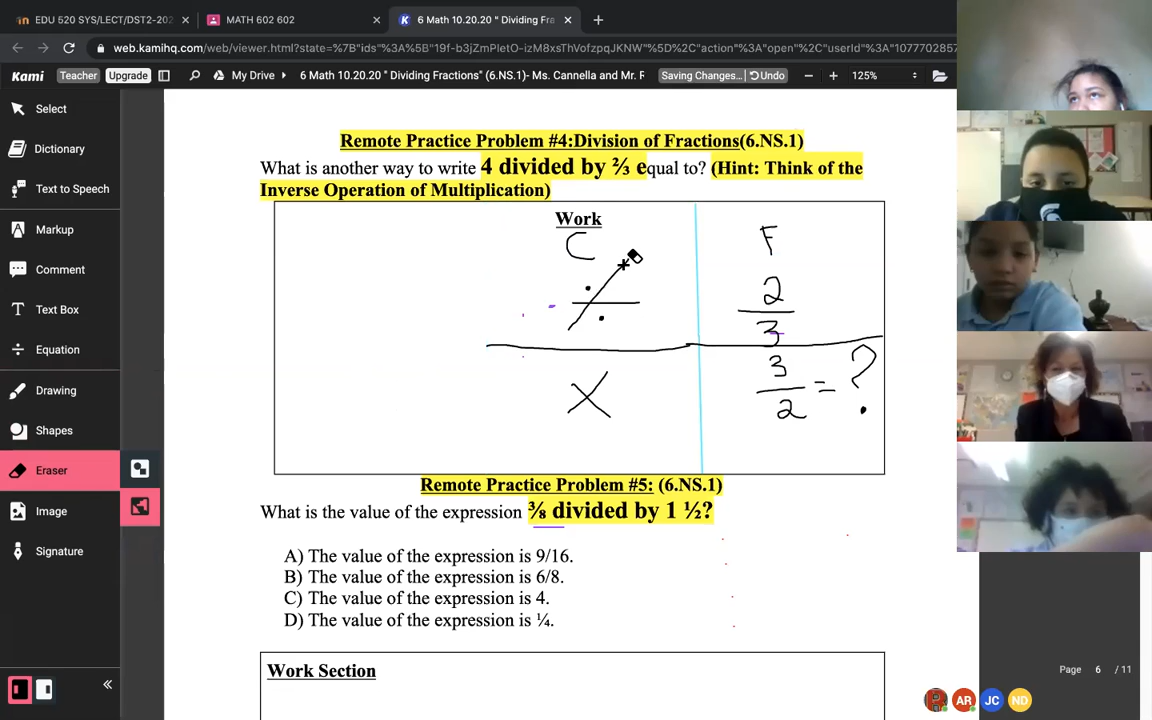 EDU 520 SYS/LECT/DST2-202
MATH 602 602
6 Math 10.20.20 " Dividing Fra
web.kamihq.com/web/viewer.html?state=%7B"ids"%3A%5B"19f-b3jZmPletO-izM8xsThVofzpqJKNW"%5D%2C"action"%3A"open"%2C"userId"%3A"1077702857
Kami
Teacher
Upgrade
My Drive
6 Math 10.20.20 " Dividing Fractions" (6.NS.1)- Ms. Cannella and Mr. R
Saving Changes...
Undo
125%
Select
Dictionary
Text to Speech
Markup
Comment
Text Box
Equation
Drawing
Shapes
Eraser
Image
Signature
Remote Practice Problem #4:Division of Fractions(6.NS.1)
What is another way to write 4 divided by ⅔ equal to? (Hint: Think of the
Inverse Operation of Multiplication)
Work
C F
÷ 2/3
X 3/2 = ?
Remote Practice Problem #5: (6.NS.1)
What is the value of the expression ⅜ divided by 1 ½?
A) The value of the expression is 9/16.
B) The value of the expression is 6/8.
C) The value of the expression is 4.
D) The value of the expression is ¼.
Work Section
Page 6 / 11
AR JC ND